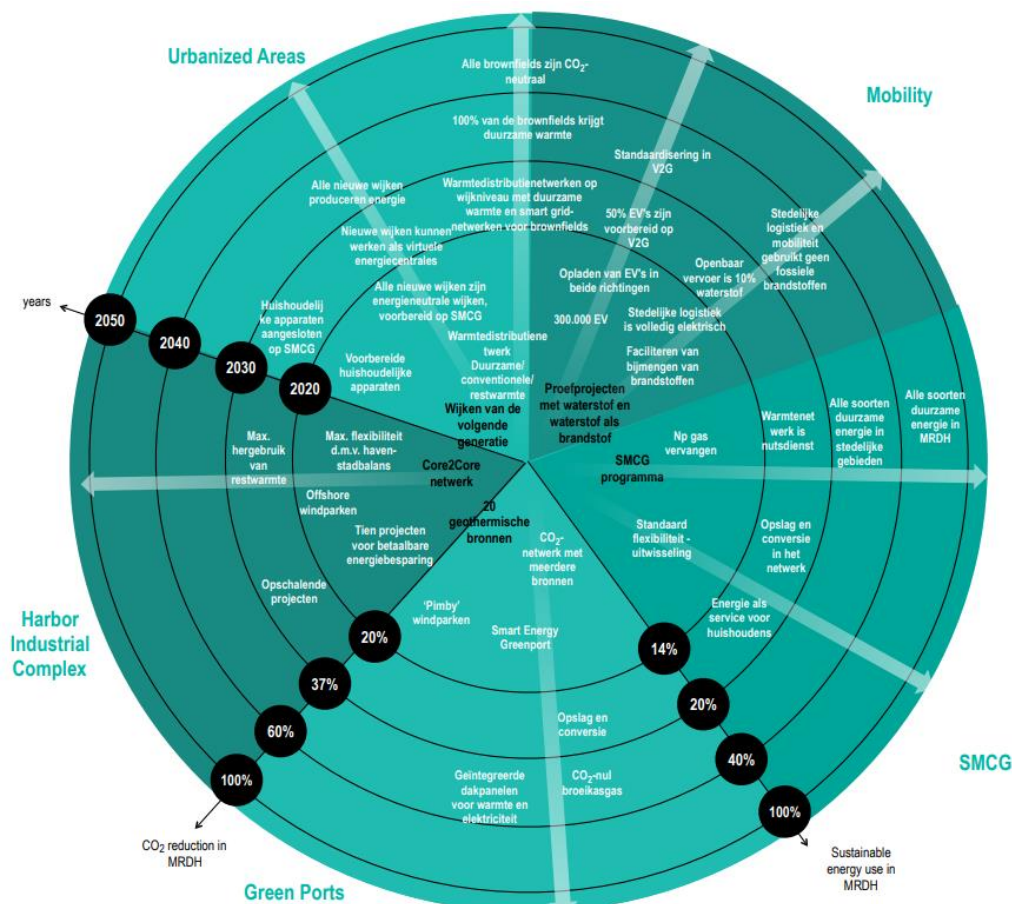 Urbanized Areas
Mobility
Harbor
Industrial
Complex
Green Ports
SMCG
years
2050
2040
2030
2020
Alle brownfields zijn CO₂-
neutraal
100% van de brownfields krijgt
duurzame warmte
Alle nieuwe wijken
produceren energie
Warmtedistributienetwerken op
wijkniveau met duurzame
warmte en smart grid-
netwerken voor brownfields
Nieuwe wijken kunnen
werken als virtuele
energiecentrales
Alle nieuwe wijken zijn
energieneutrale wijken,
voorbereid op SMCG
Huishoudelij
ke apparaten
aangesloten
op SMCG
Voorbereide
huishoudelijke
apparaten
Warmtedistributiene
twerk
Duurzame/
conventionele/
restwarmte
Wijken van de
volgende
generatie
Standaardisering in
V2G
50% EV's zijn
voorbereid op
V2G
Stedelijke
logistiek en
mobiliteit
gebruikt geen
fossiele
brandstoffen
Openbaar
vervoer is 10%
waterstof
Opladen van EV's in
beide richtingen
300.000 EV
Stedelijke logistiek
is volledig elektrisch
Faciliteren van
bijmengen van
brandstoffen
Proefprojecten
met waterstof en
waterstof als
brandstof
SMCG
programma
Np gas
vervangen
Warmtenet
werk is
nutsdienst
Alle soorten
duurzame
energie in
stedelijke
gebieden
Alle soorten
duurzame
energie in
MRDH
Standaard
flexibiliteit -
uitwisseling
Opslag en
conversie
in het
netwerk
Energie als
service voor
huishoudens
Max.
hergebruik
van
restwarmte
Max. flexibiliteit
d.m.v. haven-
stadbalans
Core2Core
netwerk
Offshore
windparken
Tien projecten
voor betaalbare
energiebesparing
Opschalende
projecten
20
geothermische
bronnen
CO₂-
netwerk met
meerdere
bronnen
'Pimby'
windparken
Smart Energy
Greenport
Opslag en
conversie
Geïntegreerde
dakpanelen
voor warmte en
elektriciteit
CO₂-nul
broeikasgas
20%
37%
60%
100%
CO₂ reduction in
MRDH
14%
20%
40%
100%
Sustainable
energy use in
MRDH